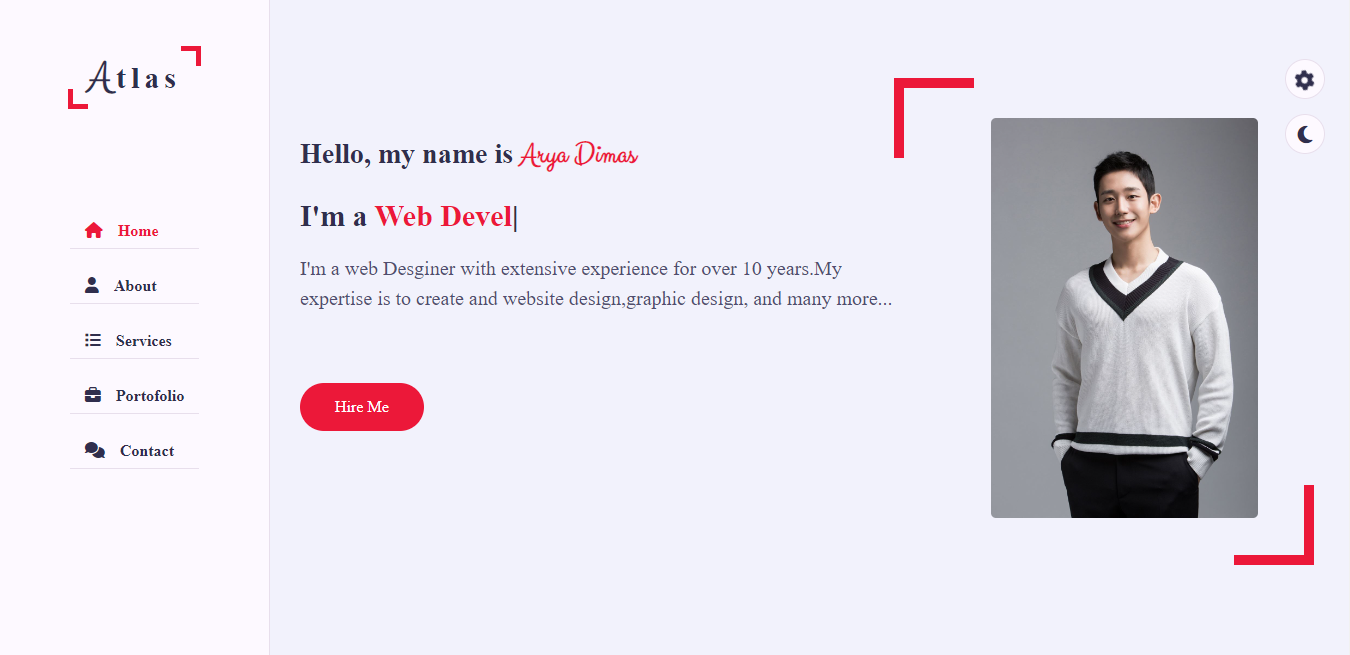 Atlas
Home
About
Services
Portofolio
Contact
Hello, my name is Arya Dimas
I'm a Web Devel|
I'm a web Desginer with extensive experience for over 10 years.My
expertise is to create and website design,graphic design, and many more...
Hire Me